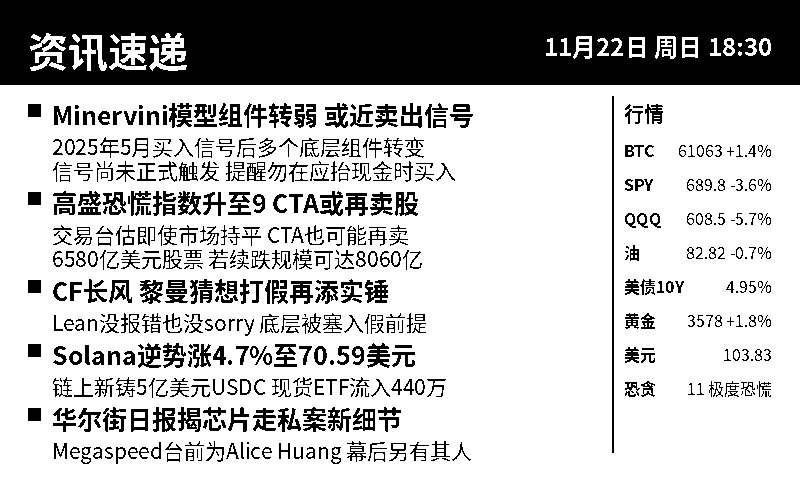 资讯速递
11月22日 周日 18:30
Minervini模型组件转弱 或近卖出信号
2025年5月买入信号后多个底层组件转变
信号尚未正式触发 提醒勿在应抬现金时买入
高盛恐慌指数升至9 CTA或再卖股
交易台估即使市场持平 CTA也可能再卖
6580亿美元股票 若续跌规模可达8060亿
CF长风 黎曼猜想打假再添实锤
Lean没报错也没sorry 底层被塞入假前提
Solana逆势涨4.7%至70.59美元
链上新铸5亿美元USDC 现货ETF流入440万
华尔街日报揭芯片走私案新细节
Megaspeed台前为Alice Huang 幕后另有其人
行情
BTC 61063 +1.4%
SPY 689.8 -3.6%
QQQ 608.5 -5.7%
油 82.82 -0.7%
美债10Y 4.95%
黄金 3578 +1.8%
美元 103.83
恐贪 11 极度恐慌